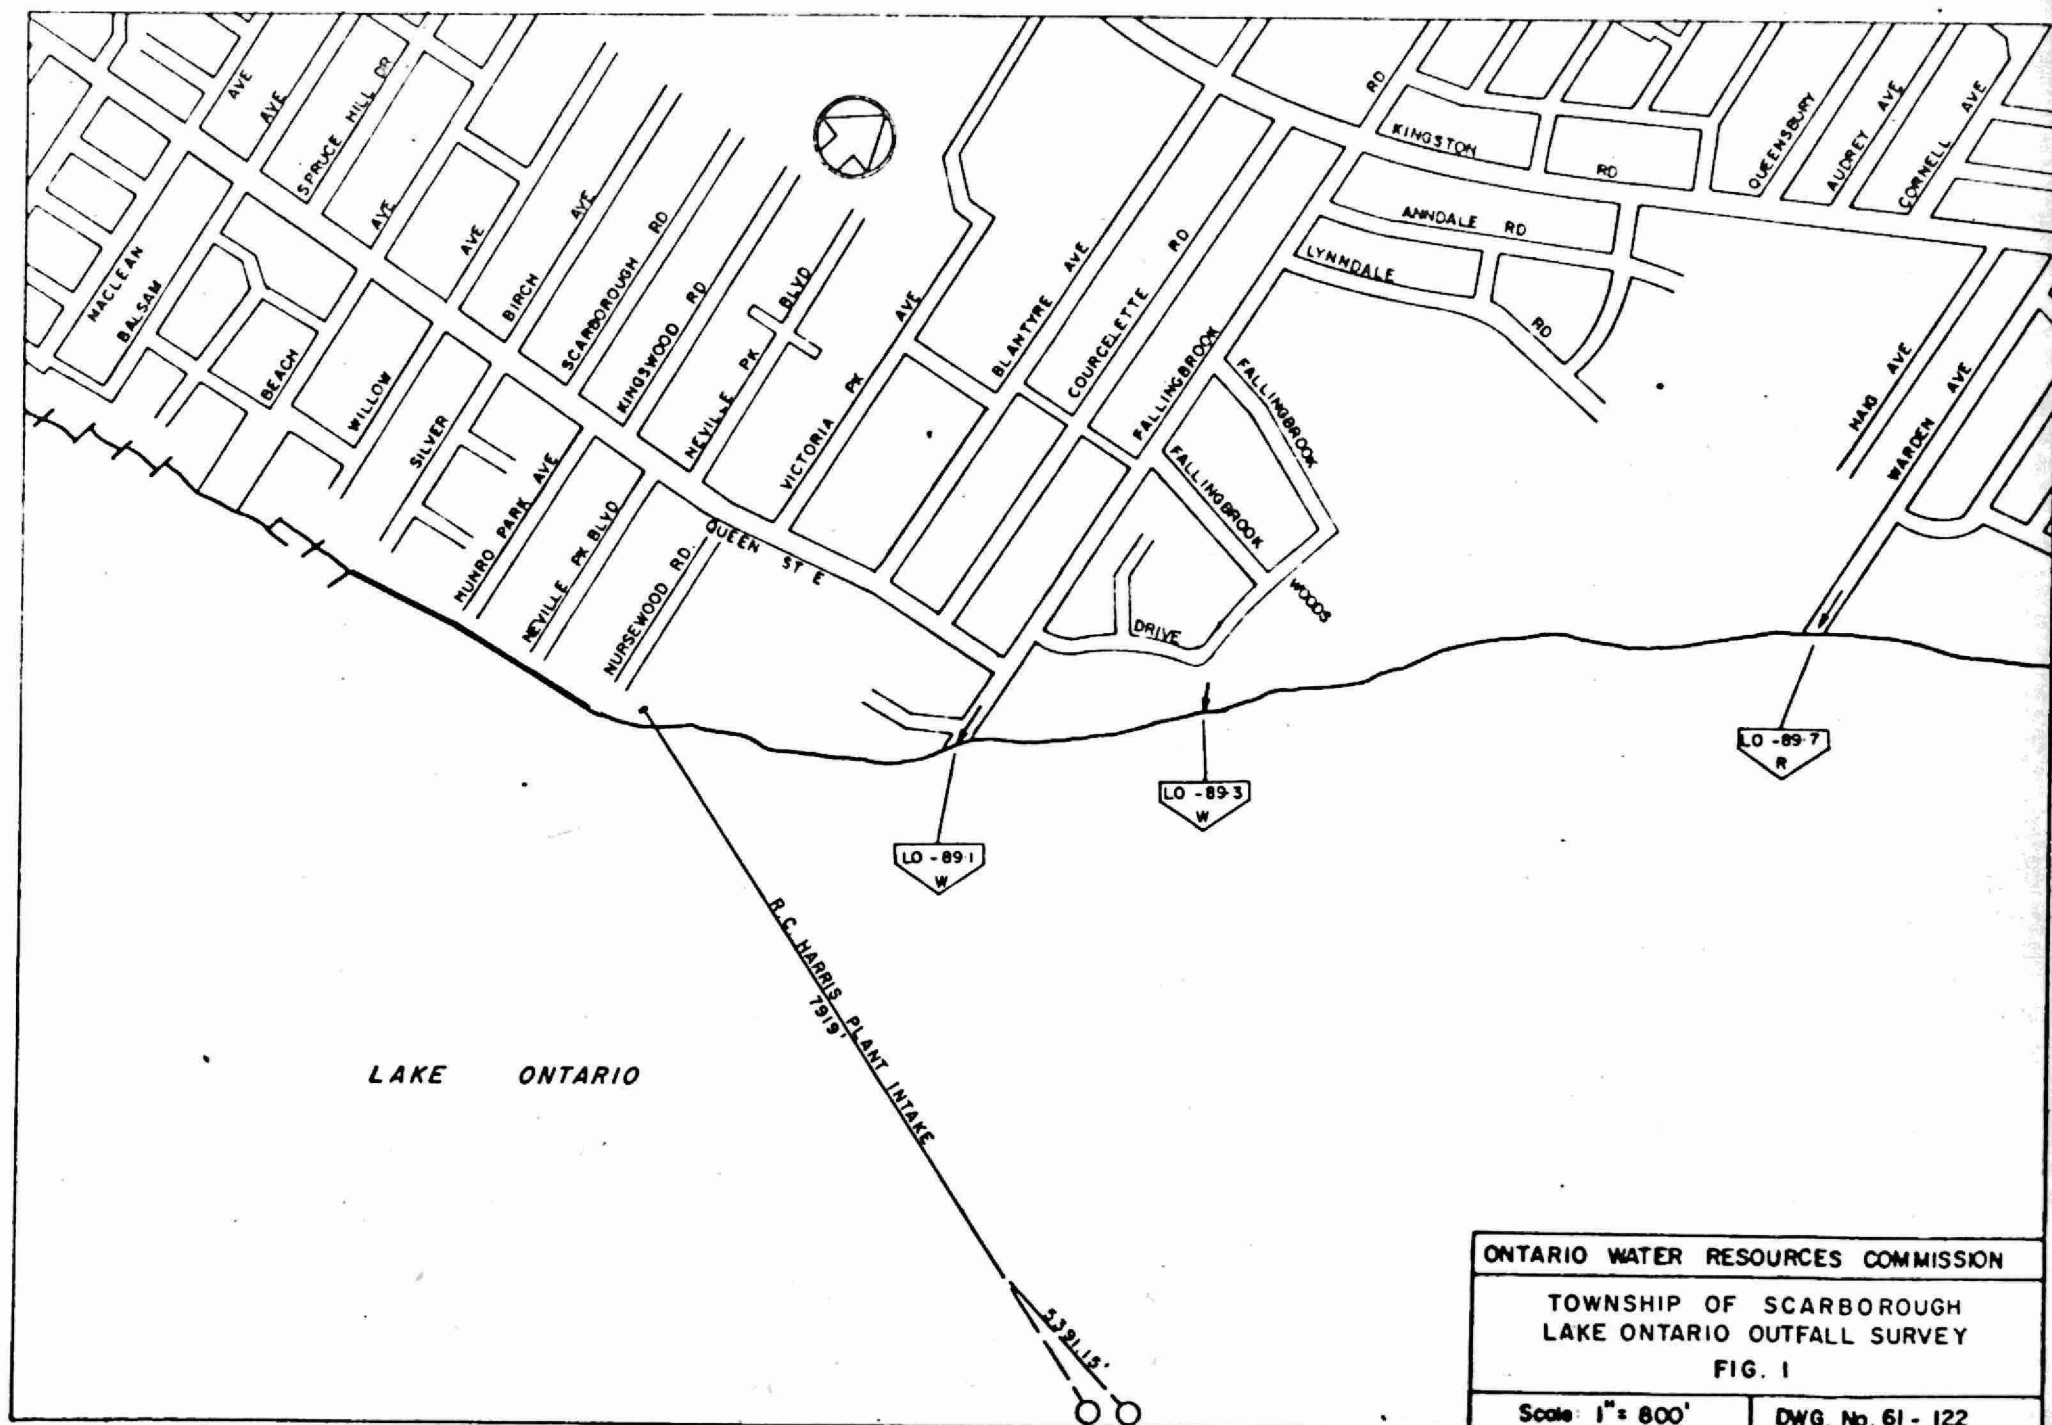 AVE
AVE
SPRUCE HILL DR
AVE
AVE
MACLEAN
BALSAM
BEACH
WILLOW
SILVER
BIRCH AVE
SCARBOROUGH RD
KINGSWOOD RD
NEVILLE PK BLVD
VICTORIA PK AVE
BLANTYRE AVE
COURCELETTE RD
FALLINGBROOK
RD
KINGSTON RD
ANNDALE RD
LYNNDALE
RD
QUEENSBURY
AUDREY AVE
CORNELL AVE
FALLINGBROOK
FALLINGBROOK
WOODS
DRIVE
HAIG AVE
WARDEN AVE
MUNRO PARK AVE
NEVILLE PK BLVD
NURSEWOOD RD.
QUEEN ST E
LO - 89.1
W
LO - 89.3
W
LO - 89.7
R
R.C. HARRIS PLANT INTAKE
7919'
5,391.15'
LAKE ONTARIO
ONTARIO WATER RESOURCES COMMISSION
TOWNSHIP OF SCARBOROUGH
LAKE ONTARIO OUTFALL SURVEY
FIG. 1
Scale: 1" = 800'
DWG. No. 61 - 122